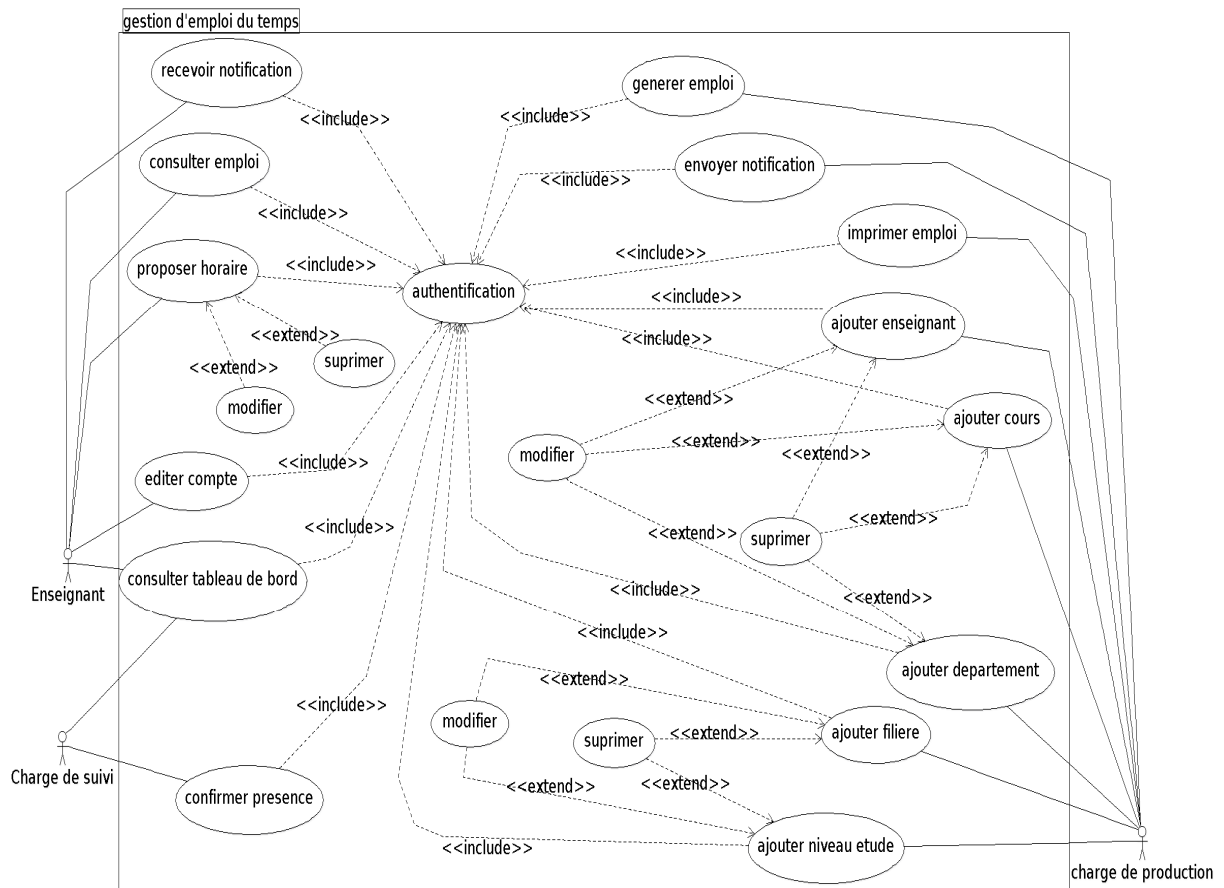 gestion d'emploi du temps
recevoir notification
generer emploi
<<include>>
<<include>>
consulter emploi
envoyer notification
<<include>>
<<include>>
imprimer emploi
<<include>>
proposer horaire
<<include>>
authentification
<<include>>
ajouter enseignant
<<extend>>
<<include>>
suprimer
<<extend>>
modifier
<<extend>>
ajouter cours
<<extend>>
modifier
<<extend>>
<<include>>
editer compte
<<include>>
<<extend>>
<<extend>>
suprimer
consulter tableau de bord
Enseignant
<<include>>
<<extend>>
<<include>>
ajouter departement
<<extend>>
<<include>>
modifier
suprimer
<<extend>>
ajouter filiere
Charge de suivi
<<extend>>
<<extend>>
confirmer presence
<<include>>
ajouter niveau etude
charge de production